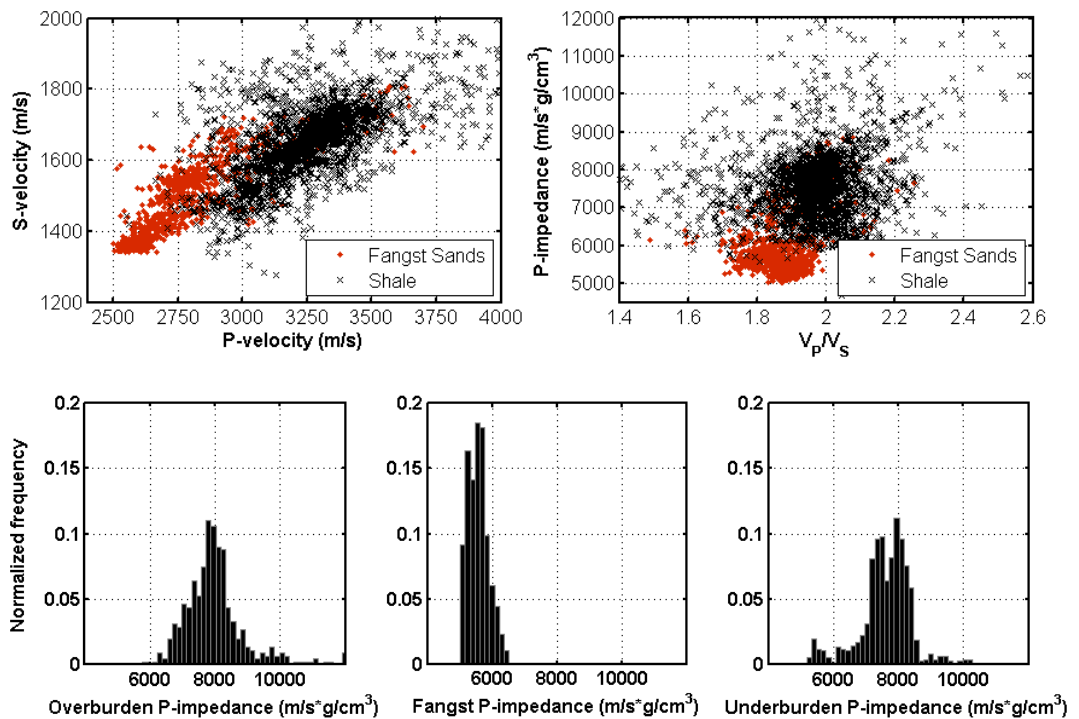 2000
1800
1600
1400
1200
S-velocity (m/s)
2500 2750 3000 3250 3500 3750 4000
P-velocity (m/s)
Fangst Sands
Shale
12000
11000
10000
9000
8000
7000
6000
5000
P-impedance (m/s*g/cm³)
1.4 1.6 1.8 2 2.2 2.4 2.6
V_P/V_S
Fangst Sands
Shale
0.2
0.15
0.1
0.05
0
Normalized frequency
6000 8000 10000
Overburden P-impedance (m/s*g/cm³)
0.2
0.15
0.1
0.05
0
6000 8000 10000
Fangst P-impedance (m/s*g/cm³)
0.2
0.15
0.1
0.05
0
6000 8000 10000
Underburden P-impedance (m/s*g/cm³)